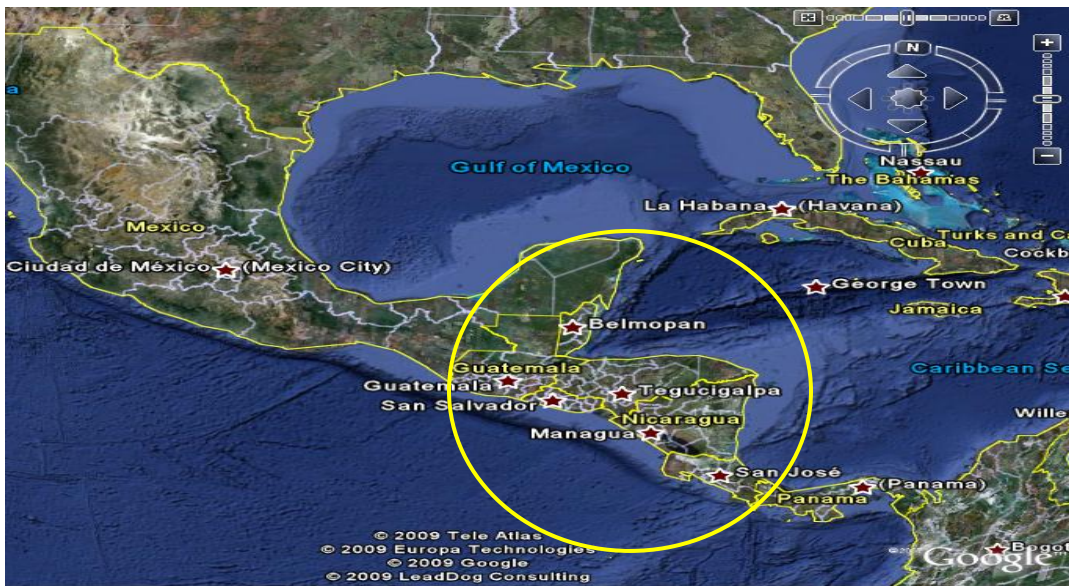 N
a
Gulf of Mexico
Nassau
The Bahamas
La Habana (Havana)
Mexico
Cuba
Turks and Ca
Cockb
Ciudad de México (Mexico City)
George Town
Jamaica
Belmopan
Guatemala
Caribbean Se
Guatemala
Tegucigalpa
San Salvador
Nicaragua
Wille
Managua
San José
(Panama)
Panama
© 2009 Tele Atlas
© 2009 Europa Technologies
© 2009 Google
© 2009 LeadDog Consulting
Google
Bogot